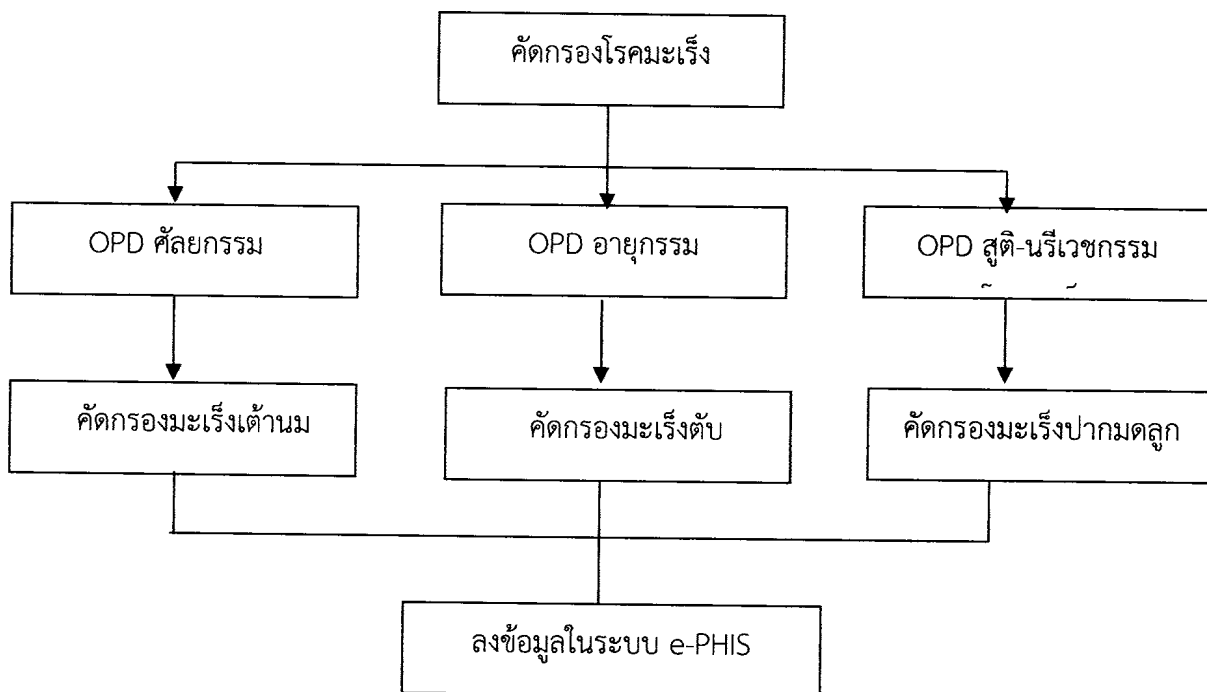 คัดกรองโรคมะเร็ง
OPD ศัลยกรรม
OPD อายุกรรม
OPD สูติ-นรีเวชกรรม
คัดกรองมะเร็งเต้านม
คัดกรองมะเร็งตับ
คัดกรองมะเร็งปากมดลูก
ลงข้อมูลในระบบ e-PHIS